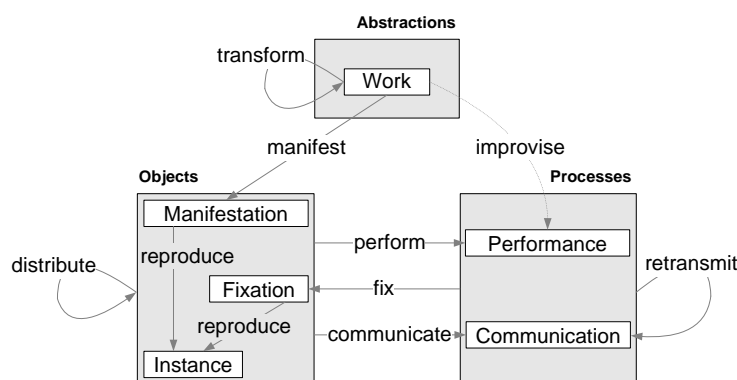 Abstractions
transform
Work
manifest
improvise
Objects
Processes
Manifestation
reproduce
perform
Performance
distribute
retransmit
Fixation
fix
reproduce
communicate
Communication
Instance